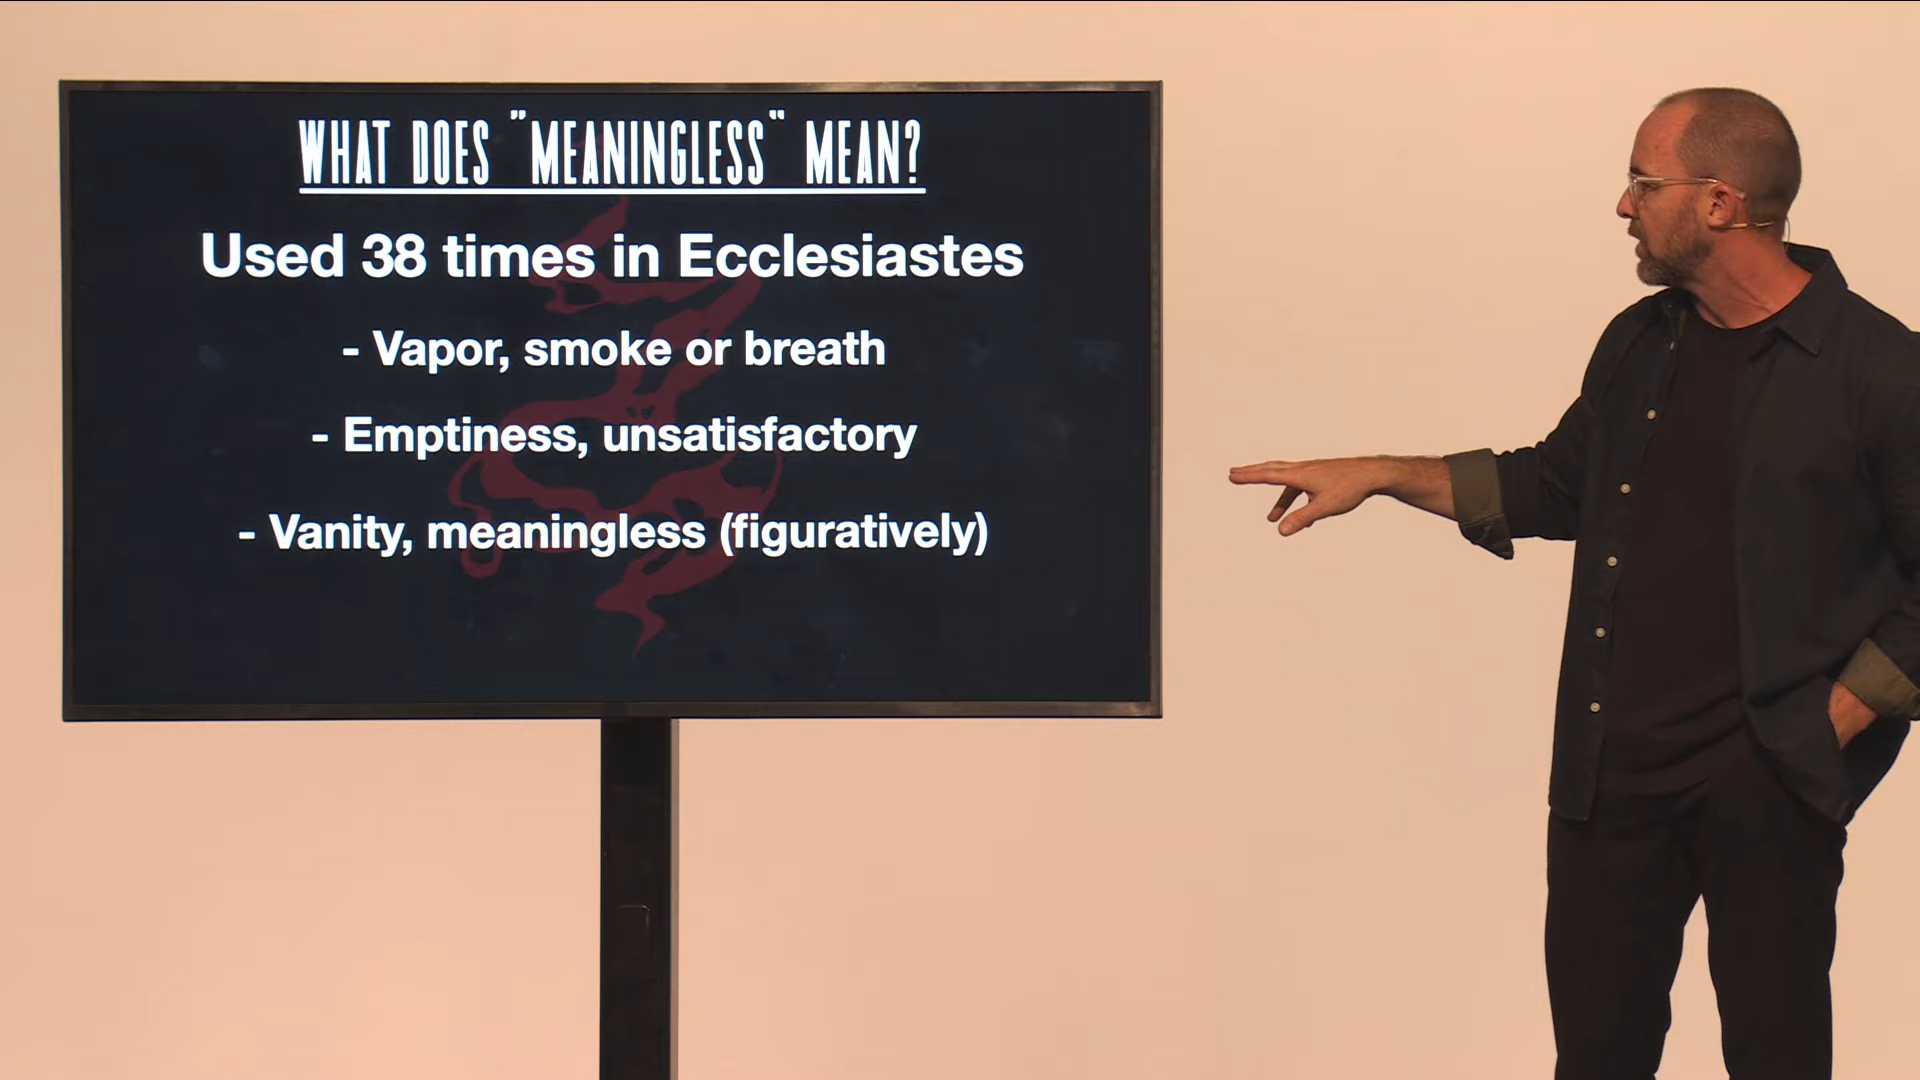 WHAT DOES "MEANINGLESS" MEAN?
Used 38 times in Ecclesiastes
- Vapor, smoke or breath
- Emptiness, unsatisfactory
- Vanity, meaningless (figuratively)